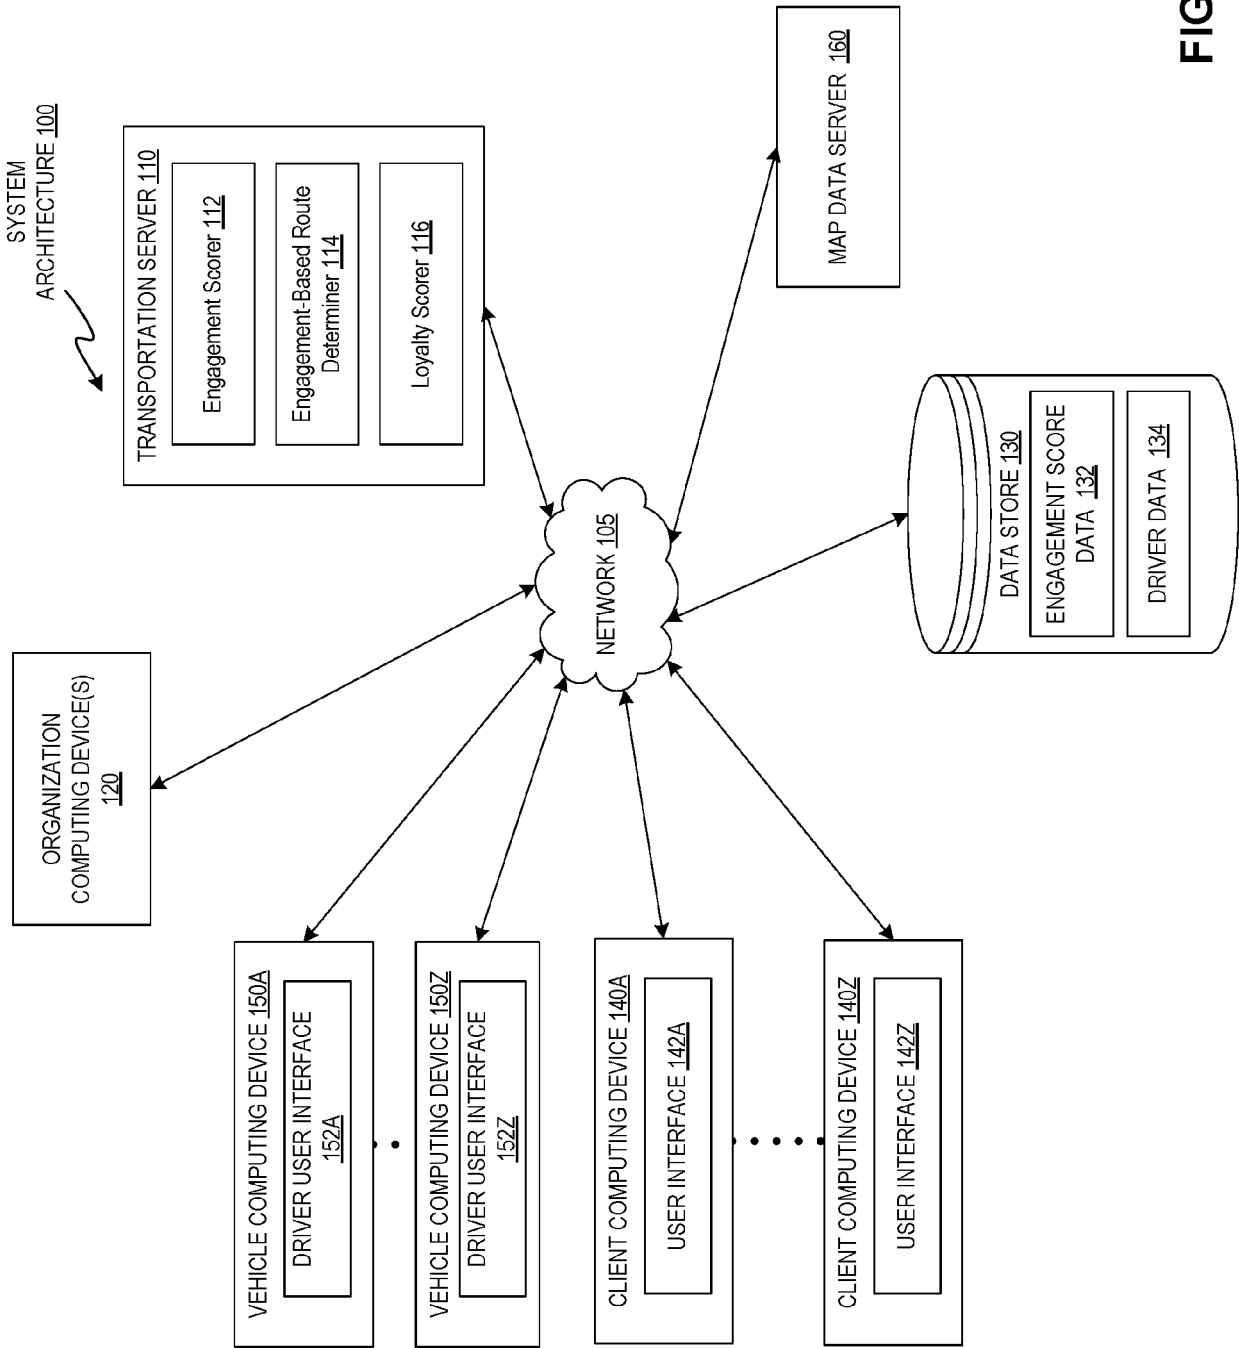 SYSTEM
ARCHITECTURE 100
ORGANIZATION
COMPUTING DEVICE(S)
120
TRANSPORTATION SERVER 110
Engagement Scorer 112
Engagement-Based Route
Determiner 114
Loyalty Scorer 116
VEHICLE COMPUTING DEVICE 150A
DRIVER USER INTERFACE
152A
VEHICLE COMPUTING DEVICE 150Z
DRIVER USER INTERFACE
152Z
NETWORK 105
CLIENT COMPUTING DEVICE 140A
USER INTERFACE 142A
CLIENT COMPUTING DEVICE 140Z
USER INTERFACE 142Z
MAP DATA SERVER 160
DATA STORE 130
ENGAGEMENT SCORE
DATA 132
DRIVER DATA 134
FIG